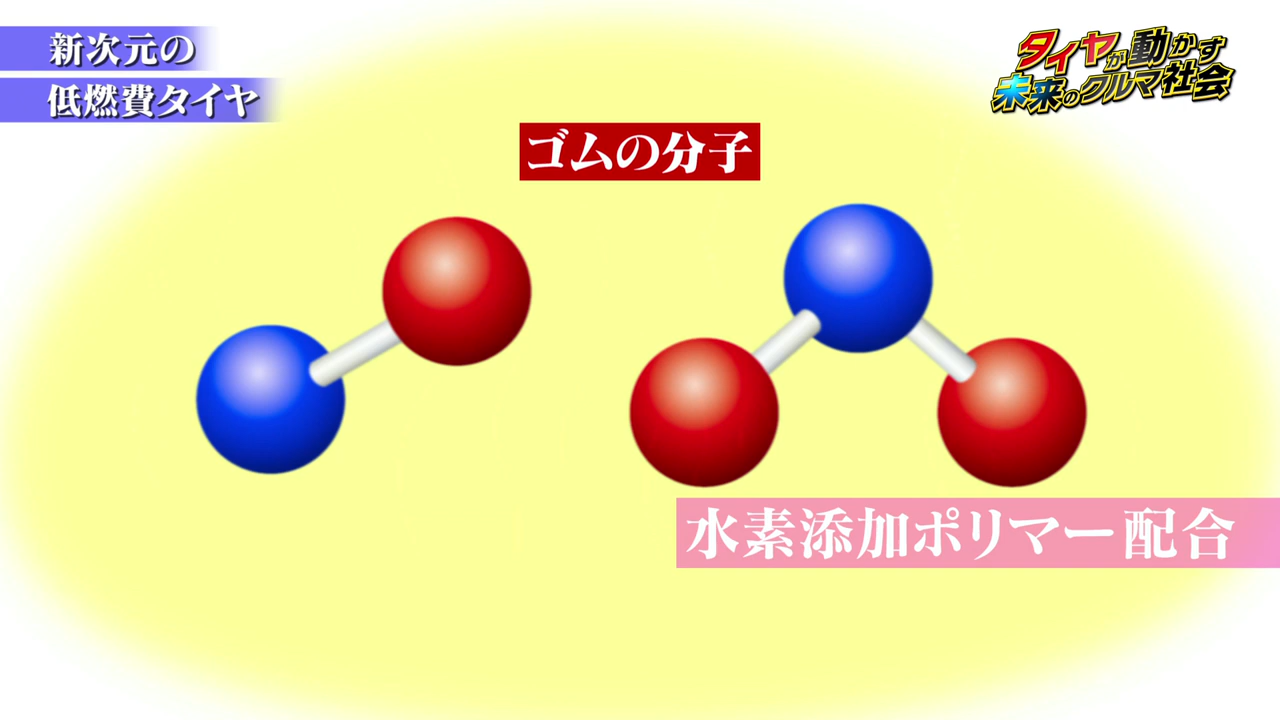 新次元の
低燃費タイヤ
タイヤが動かす
未来のクルマ社会
ゴムの分子
水素添加ポリマー配合